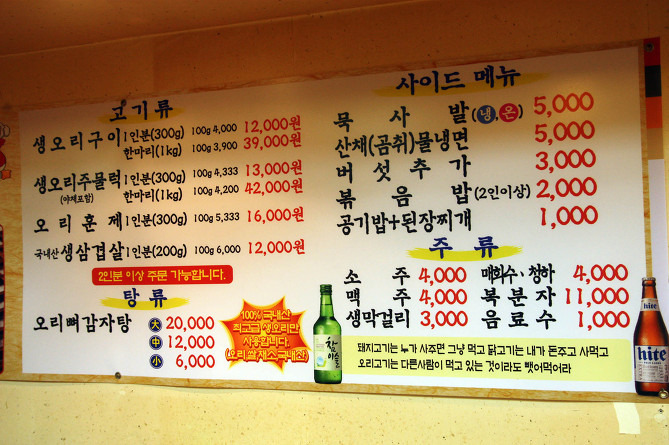 고기류
생오리구이 1인분(300g) 100g 4,000 12,000원
한마리(1kg) 100g 3,900 39,000원
생오리주물럭 1인분(300g) 100g 4,333 13,000원
(야채포함) 한마리(1kg) 100g 4,200 42,000원
오리훈제 1인분(300g) 100g 5,333 16,000원
국내산 생삼겹살 1인분(200g) 100g 6,000 12,000원
2인분 이상 주문 가능합니다.
탕류
오리뼈감자탕 大 20,000
中 12,000
小 6,000
100% 국내산
최고급 생오리만
사용합니다.
(오리,쌀,채소:국내산)
사이드 메뉴
묵사발(냉,온) 5,000
산채(곰취)물냉면 5,000
버섯추가 3,000
볶음밥(2인이상) 2,000
공기밥+된장찌개 1,000
주류
소주 4,000 매화수,청하 4,000
맥주 4,000 복분자 11,000
생막걸리 3,000 음료수 1,000
참이슬
돼지고기는 누가 사주면 그냥 먹고 닭고기는 내가 돈주고 사먹고
오리고기는 다른사람이 먹고 있는 것이라도 뺏어먹어라
Hite
hite